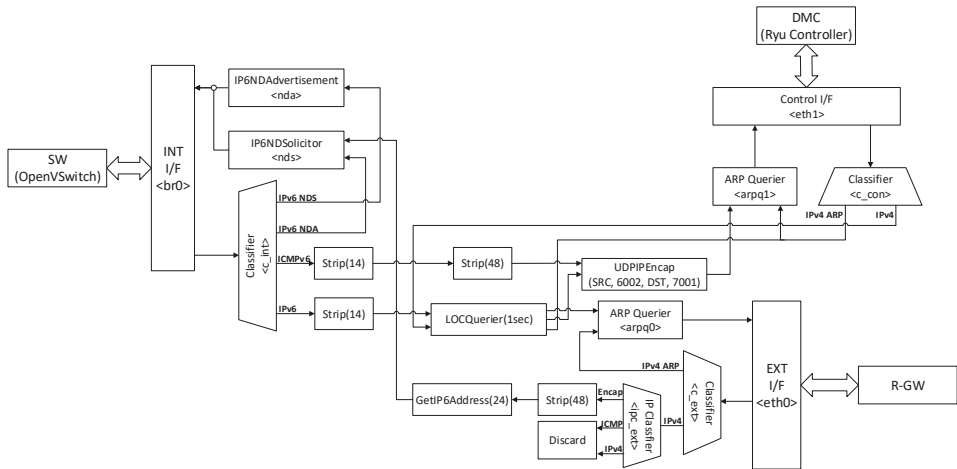 DMC
(Ryu Controller)
Control I/F
<eth1>
IP6NDAdvertisement
<nda>
IP6NDSolicitor
<nds>
INT
I/F
<br0>
SW
(OpenVSwitch)
ARP Querier
<arpq1>
Classifier
<c_con>
IPv4 ARP
IPv4
Classifier
<c_int>
IPv6 NDS
IPv6 NDA
ICMPv6
IPv6
Strip(14)
Strip(48)
UDPIPEncap
(SRC, 6002, DST, 7001)
Strip(14)
LOCQuerier(1sec)
ARP Querier
<arpq0>
EXT
I/F
<eth0>
R-GW
IPv4 ARP
Classifier
<c_ext>
IPv4
IP Classfier
<ipc_ext>
Encap
ICMP
IPv4
Strip(48)
GetIP6Address(24)
Discard